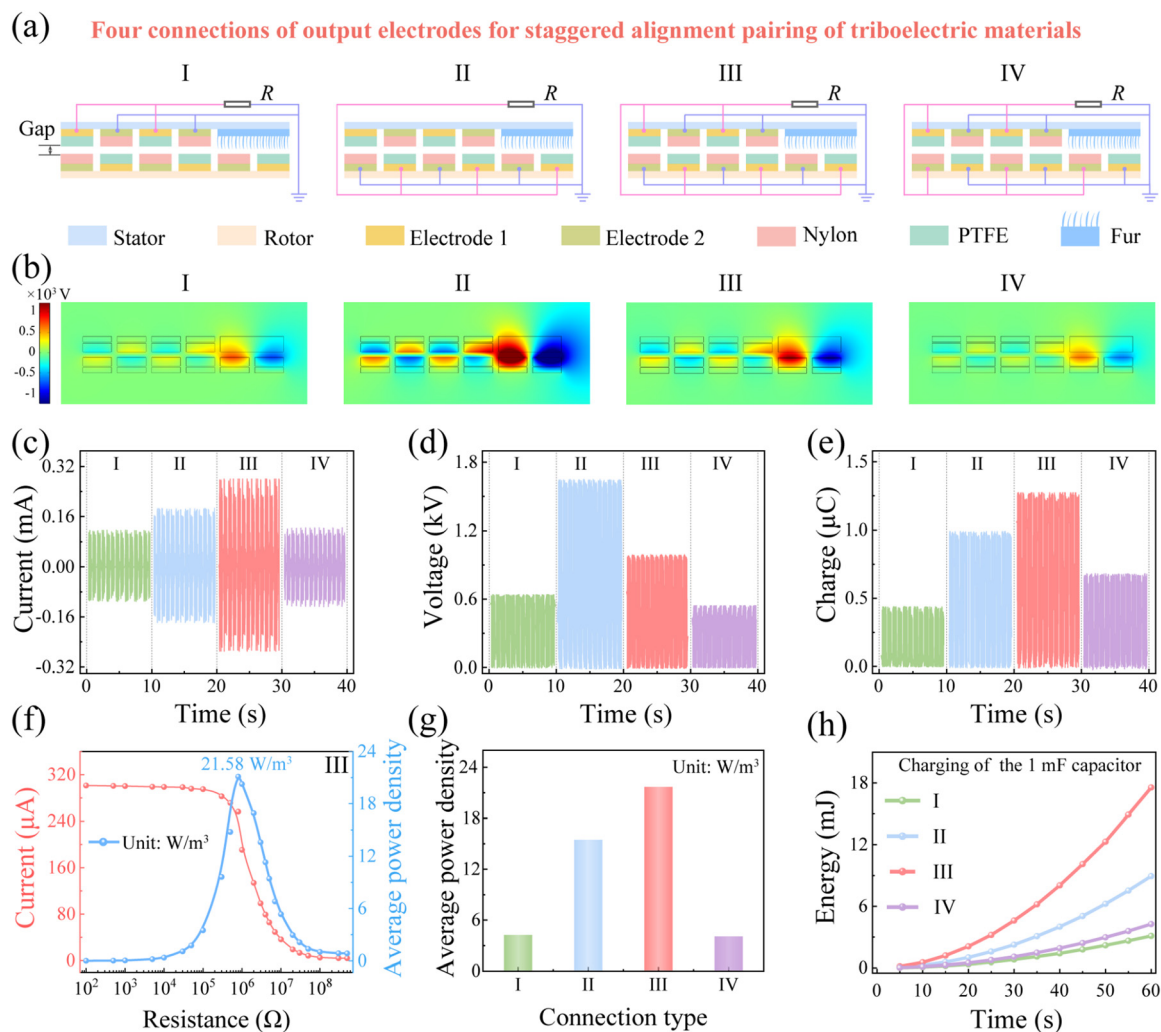 (a)
Four connections of output electrodes for staggered alignment pairing of triboelectric materials
I II III IV
R R R R
Gap
Stator Rotor Electrode 1 Electrode 2 Nylon PTFE Fur
(b)
I II III IV
×10³ V
1
0.5
0
-0.5
-1
(c)
I II III IV
Current (mA)
0.32
0.16
0.00
-0.16
-0.32
0 10 20 30 40
Time (s)
(d)
I II III IV
Voltage (kV)
1.8
1.2
0.6
0.0
0 10 20 30 40
Time (s)
(e)
I II III IV
Charge (μC)
1.5
1.0
0.5
0.0
0 10 20 30 40
Time (s)
(f)
21.58 W/m³
III
Unit: W/m³
Current (μA)
320
240
160
80
0
Average power density
24
18
12
6
0
10² 10³ 10⁴ 10⁵ 10⁶ 10⁷ 10⁸
Resistance (Ω)
(g)
Unit: W/m³
Average power density
24
18
12
6
0
I II III IV
Connection type
(h)
Charging of the 1 mF capacitor
I
II
III
IV
Energy (mJ)
18
12
6
0
0 10 20 30 40 50 60
Time (s)